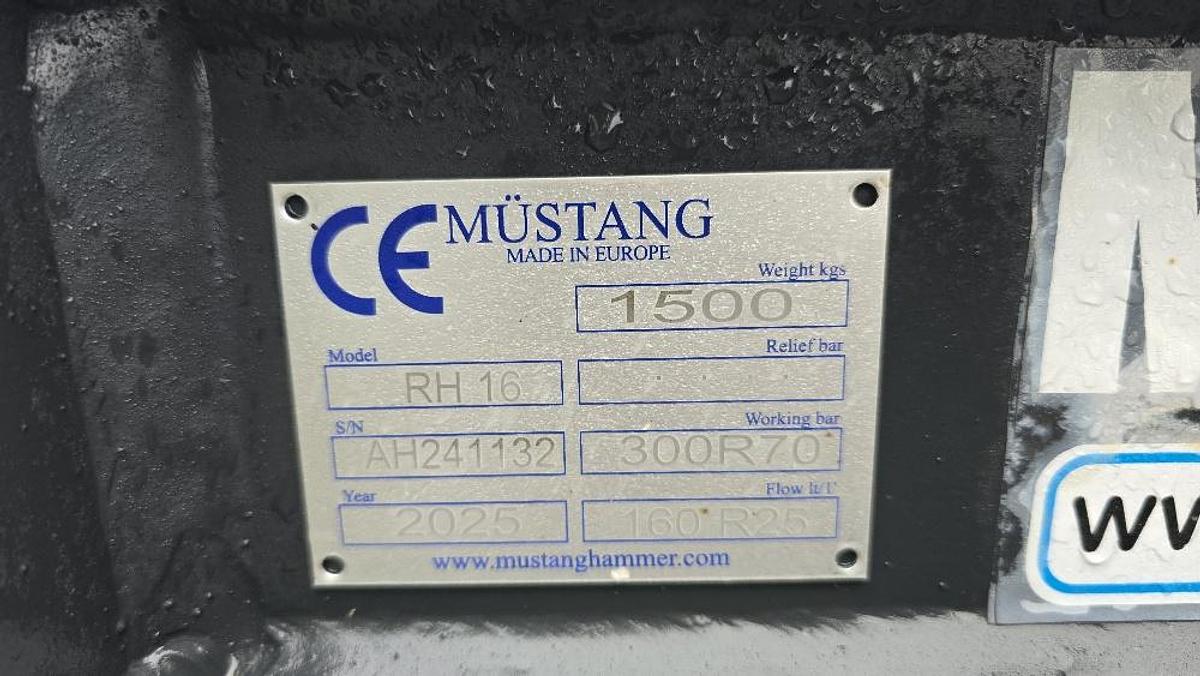 CE MÜSTANG
MADE IN EUROPE
Weight kgs
1500
Model
RH 16
Relief bar
. . . .
S/N
AH241132
Working bar
300R70
Year
2025
Flow lt/1'
160 R25
www.mustanghammer.com